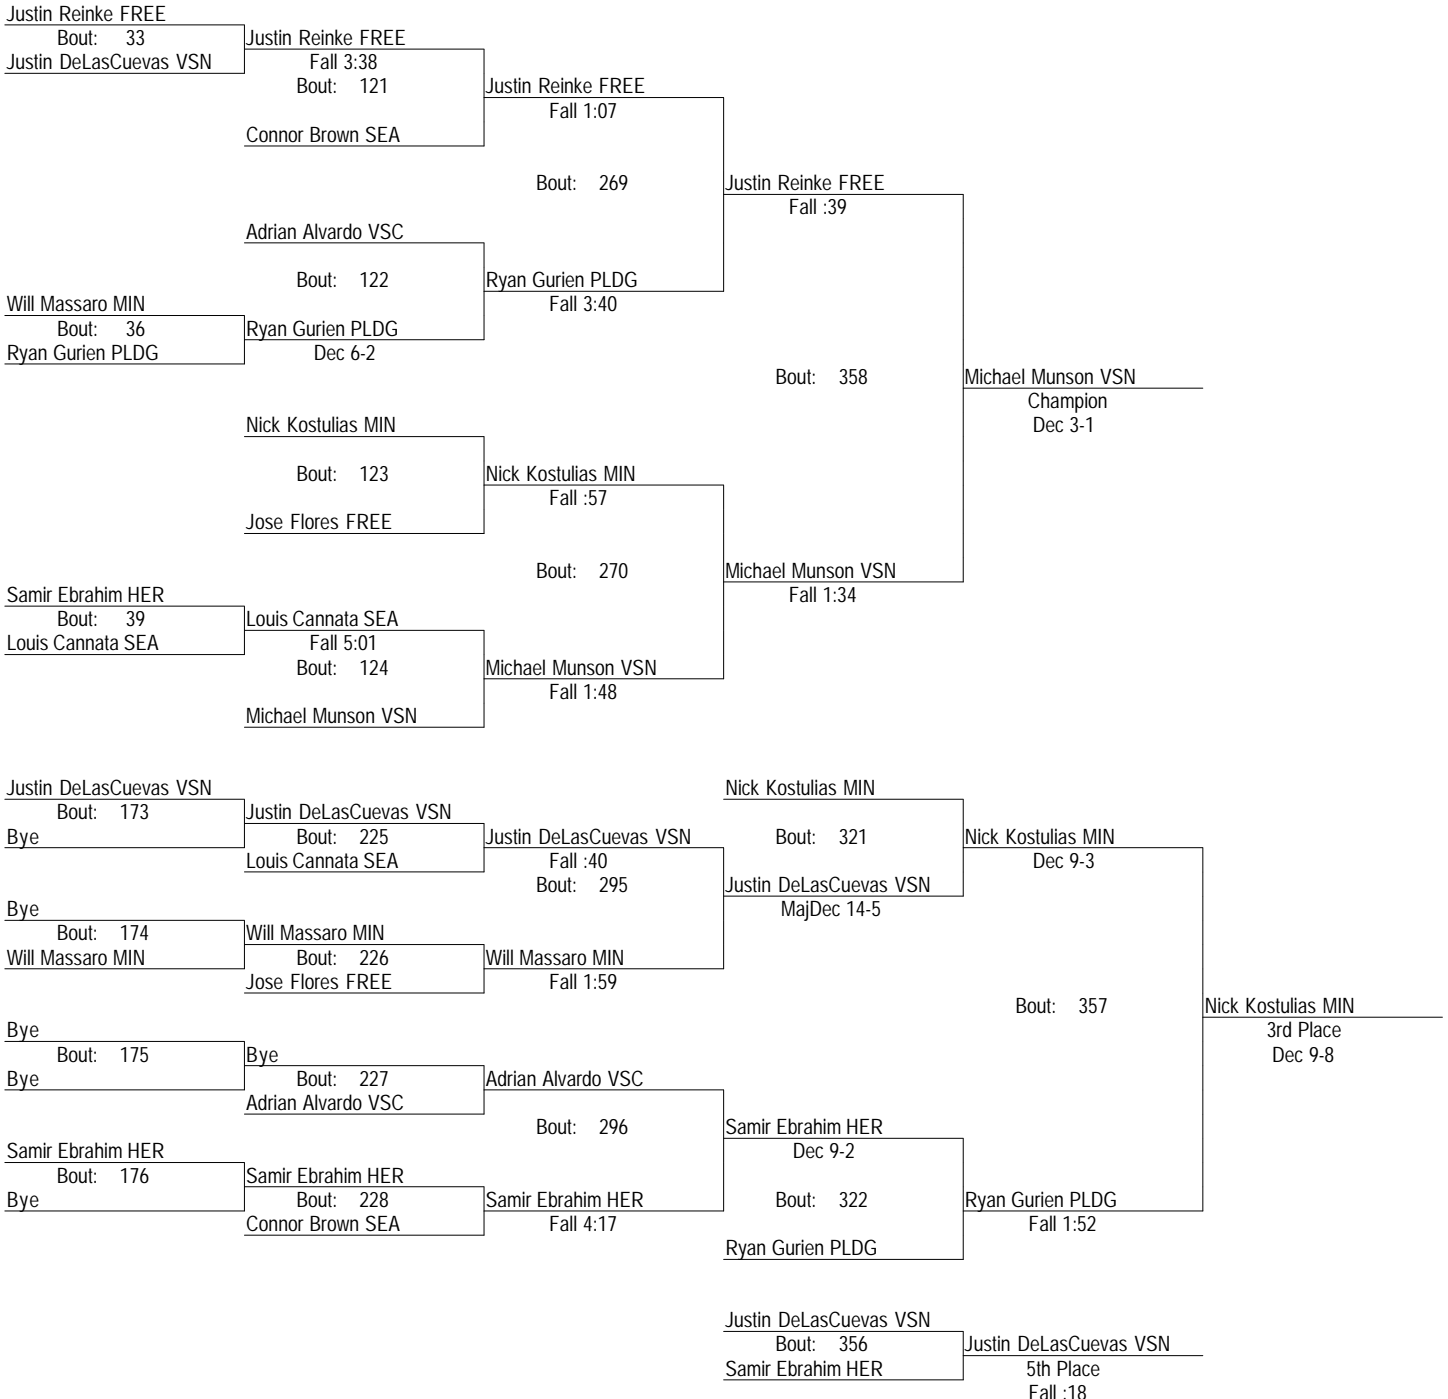 Justin Reinke FREE
Bout: 33
Justin Reinke FREE
Justin DeLasCuevas VSN
Fall 3:38
Bout: 121
Justin Reinke FREE
Fall 1:07
Connor Brown SEA
Bout: 269
Justin Reinke FREE
Fall :39
Adrian Alvardo VSC
Bout: 122
Ryan Gurien PLDG
Will Massaro MIN
Fall 3:40
Bout: 36
Ryan Gurien PLDG
Ryan Gurien PLDG
Dec 6-2
Bout: 358
Michael Munson VSN
Champion
Dec 3-1
Nick Kostulias MIN
Bout: 123
Nick Kostulias MIN
Fall :57
Jose Flores FREE
Bout: 270
Michael Munson VSN
Samir Ebrahim HER
Fall 1:34
Bout: 39
Louis Cannata SEA
Louis Cannata SEA
Fall 5:01
Bout: 124
Michael Munson VSN
Fall 1:48
Michael Munson VSN
Justin DeLasCuevas VSN
Nick Kostulias MIN
Bout: 173
Justin DeLasCuevas VSN
Bye
Bout: 225
Justin DeLasCuevas VSN
Bout: 321
Nick Kostulias MIN
Louis Cannata SEA
Fall :40
Dec 9-3
Bout: 295
Justin DeLasCuevas VSN
Bye
MajDec 14-5
Bout: 174
Will Massaro MIN
Will Massaro MIN
Bout: 226
Will Massaro MIN
Jose Flores FREE
Fall 1:59
Bout: 357
Nick Kostulias MIN
Bye
3rd Place
Bout: 175
Bye
Dec 9-8
Bye
Bout: 227
Adrian Alvardo VSC
Adrian Alvardo VSC
Bout: 296
Samir Ebrahim HER
Samir Ebrahim HER
Dec 9-2
Bout: 176
Samir Ebrahim HER
Bye
Bout: 228
Samir Ebrahim HER
Bout: 322
Ryan Gurien PLDG
Connor Brown SEA
Fall 4:17
Fall 1:52
Ryan Gurien PLDG
Justin DeLasCuevas VSN
Bout: 356
Justin DeLasCuevas VSN
Samir Ebrahim HER
5th Place
Fall :18